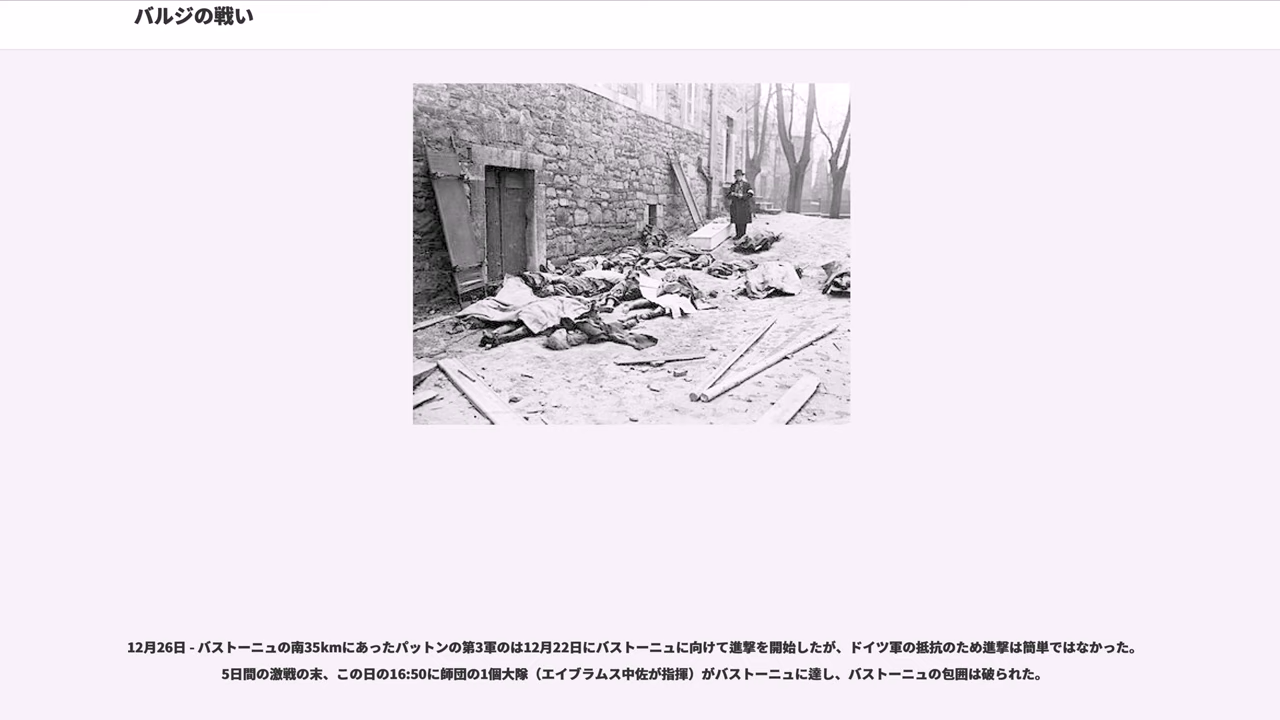 バルジの戦い
12月26日 - バストーニュの南35kmにあったパットンの第3軍のは12月22日にバストーニュに向けて進撃を開始したが、ドイツ軍の抵抗のため進撃は簡単ではなかった。
5日間の激戦の末、この日の16:50に師団の1個大隊（エイブラムス中佐が指揮）がバストーニュに達し、バストーニュの包囲は破られた。